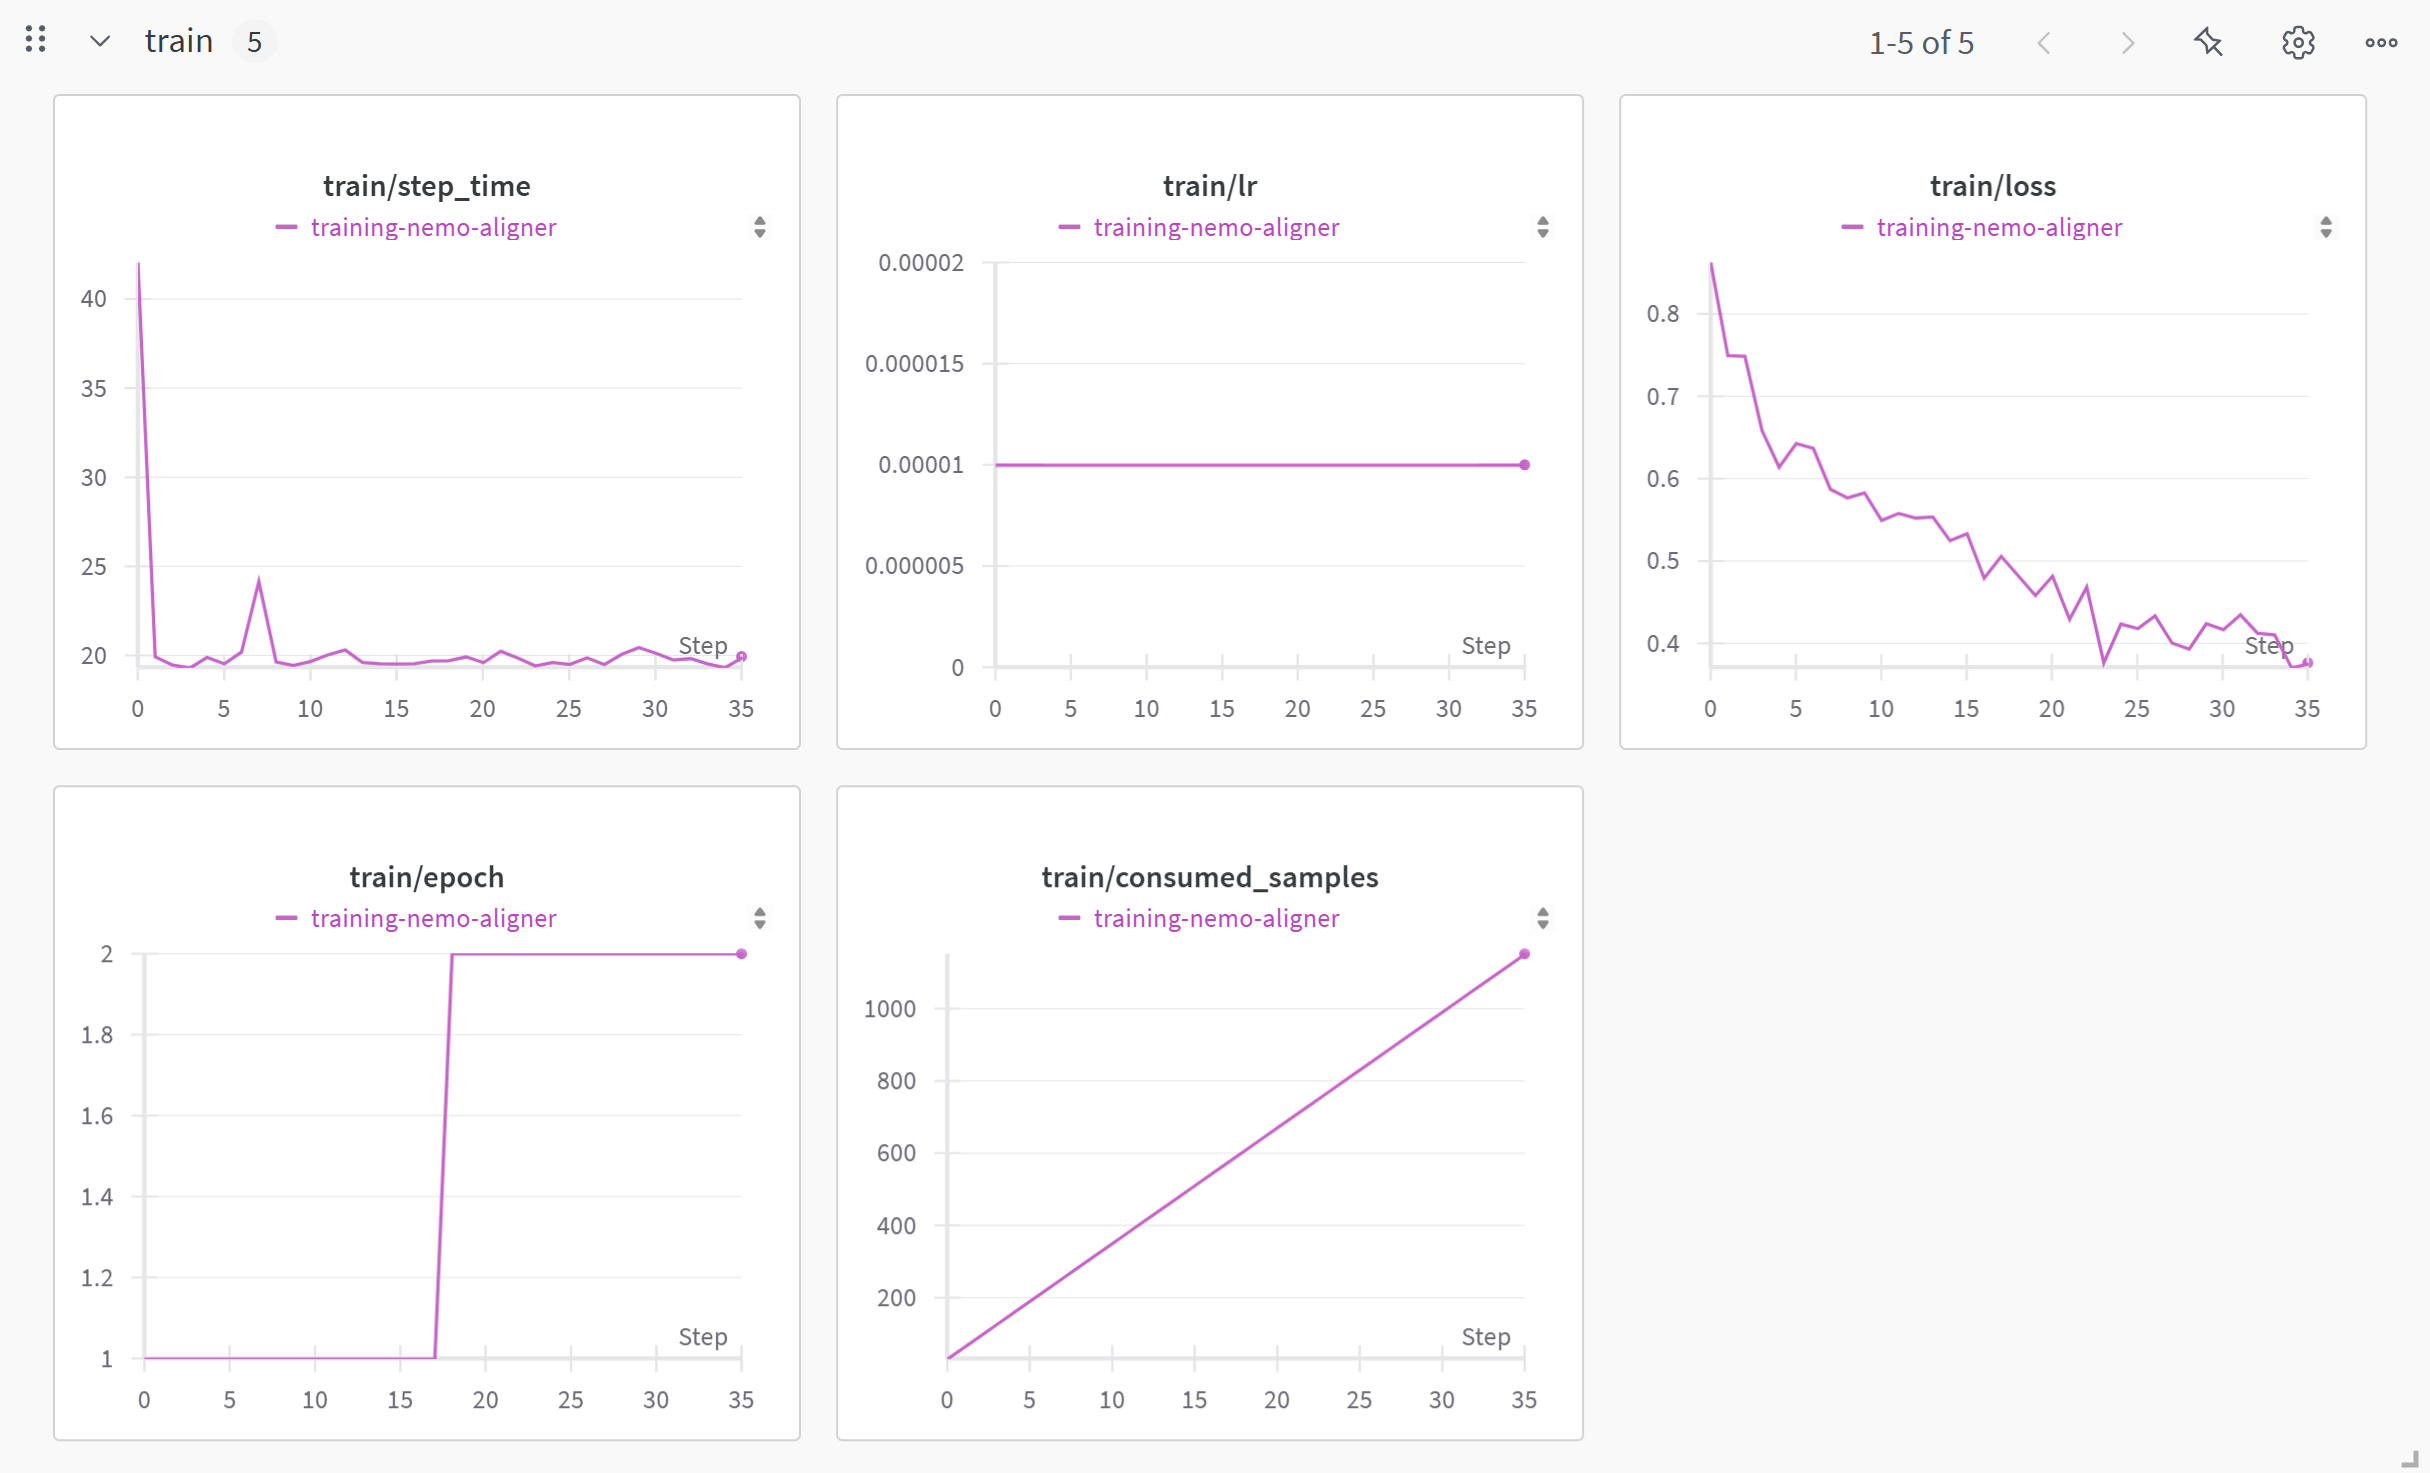 train 5
1-5 of 5
train/step_time
training-nemo-aligner
40
35
30
25
20
Step
0 5 10 15 20 25 30 35
train/lr
training-nemo-aligner
0.00002
0.000015
0.00001
0.000005
0
Step
0 5 10 15 20 25 30 35
train/loss
training-nemo-aligner
0.8
0.7
0.6
0.5
0.4
Step
0 5 10 15 20 25 30 35
train/epoch
training-nemo-aligner
2
1.8
1.6
1.4
1.2
1
Step
0 5 10 15 20 25 30 35
train/consumed_samples
training-nemo-aligner
1000
800
600
400
200
Step
0 5 10 15 20 25 30 35